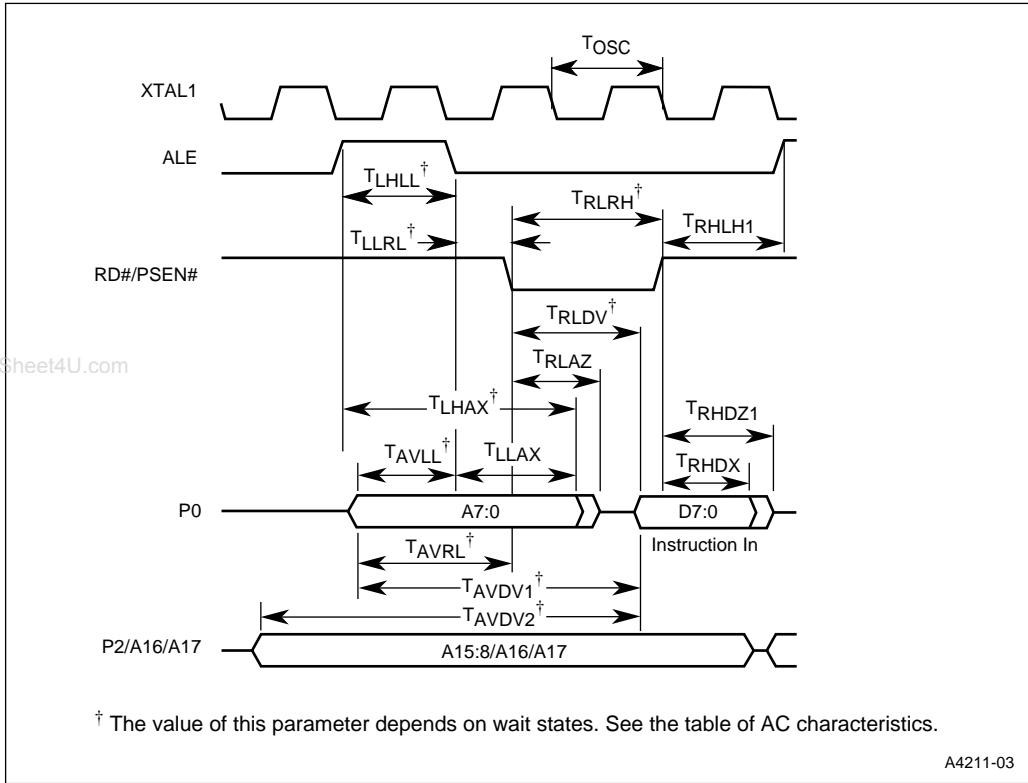 TOSC
XTAL1
ALE
TLHLL†
TRLRH†
TRHLH1
TLLRL†
RD#/PSEN#
TRLDV†
Sheet4U.com
TRLAZ
TLHAX†
TRHDZ1
TAVLL†
TLLAX
TRHDX
P0
A7:0
D7:0
Instruction In
TAVRL†
TAVDV1†
TAVDV2†
P2/A16/A17
A15:8/A16/A17
† The value of this parameter depends on wait states. See the table of AC characteristics.
A4211-03